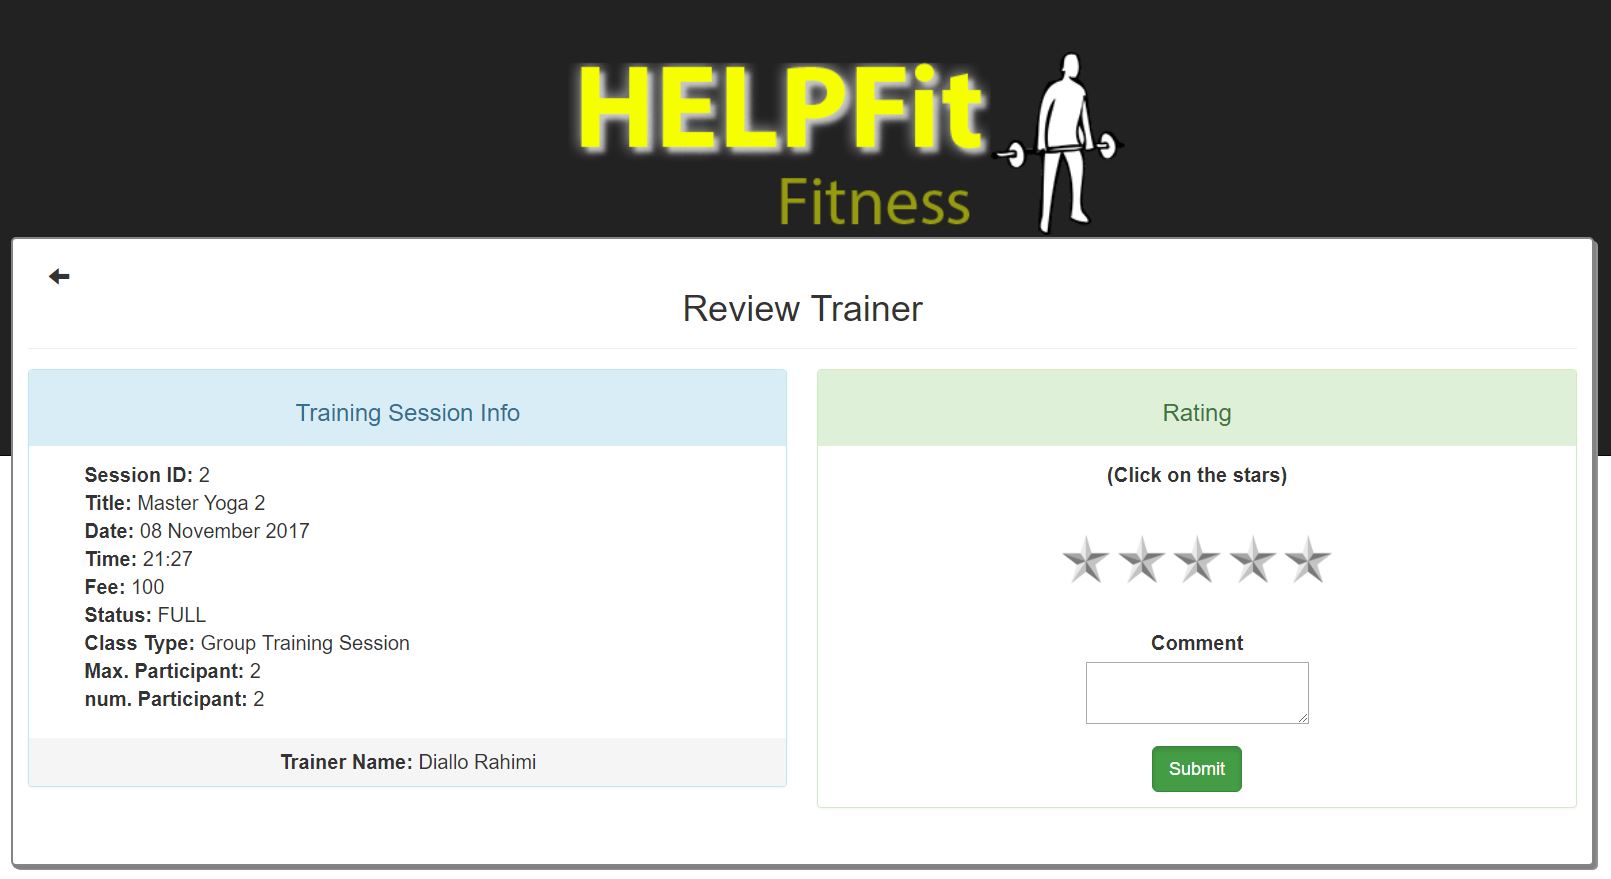 HELPFit
Fitness
Review Trainer
Training Session Info
Session ID: 2
Title: Master Yoga 2
Date: 08 November 2017
Time: 21:27
Fee: 100
Status: FULL
Class Type: Group Training Session
Max. Participant: 2
num. Participant: 2
Trainer Name: Diallo Rahimi
Rating
(Click on the stars)
Comment
Submit